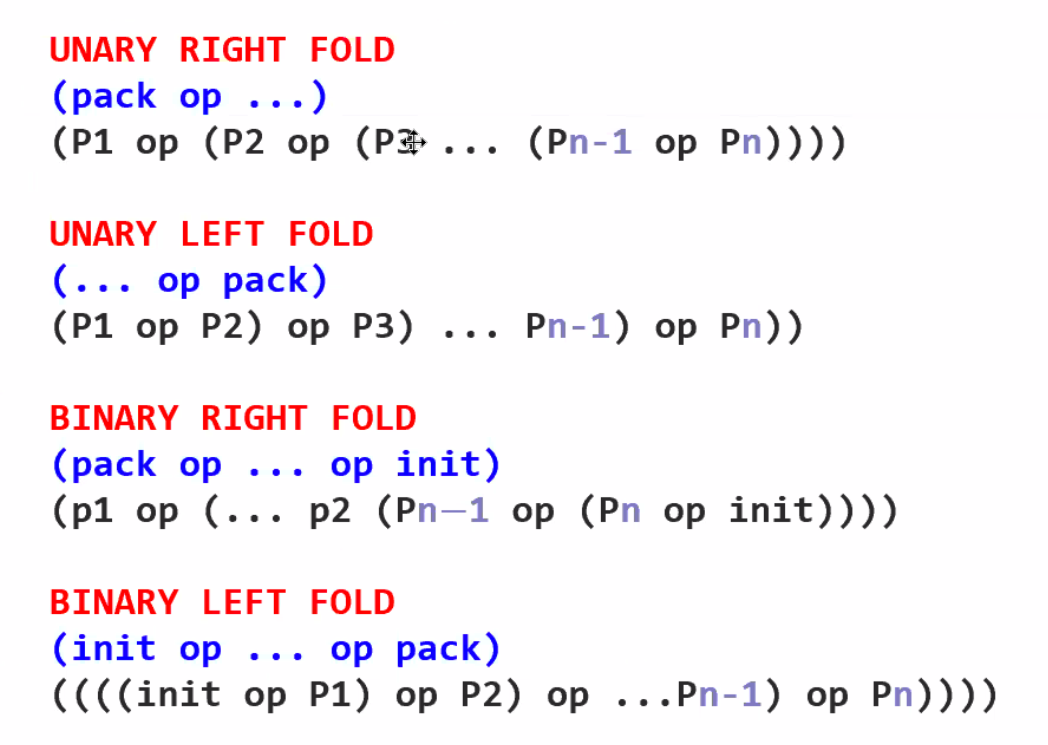 UNARY RIGHT FOLD
(pack op ...)
(P1 op (P2 op (P3 ... (Pn-1 op Pn))))
UNARY LEFT FOLD
(... op pack)
(P1 op P2) op P3) ... Pn-1) op Pn))
BINARY RIGHT FOLD
(pack op ... op init)
(p1 op (... p2 (Pn—1 op (Pn op init))))
BINARY LEFT FOLD
(init op ... op pack)
((((init op P1) op P2) op ...Pn-1) op Pn))))